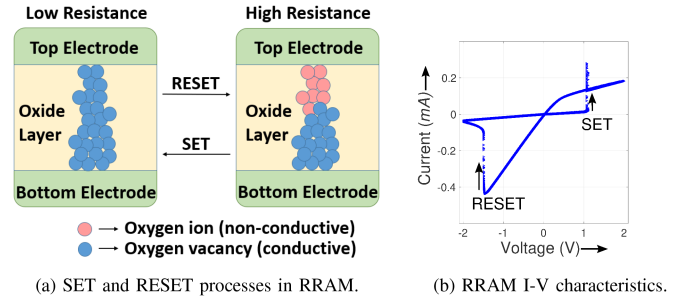 Low Resistance
High Resistance
Top Electrode
Top Electrode
RESET
Oxide
Layer
Oxide
Layer
SET
Bottom Electrode
Bottom Electrode
Oxygen ion (non-conductive)
Oxygen vacancy (conductive)
(a) SET and RESET processes in RRAM.
Current (mA)
0.2
0
-0.2
-0.4
SET
RESET
-2 -1 0 1 2
Voltage (V)
(b) RRAM I-V characteristics.